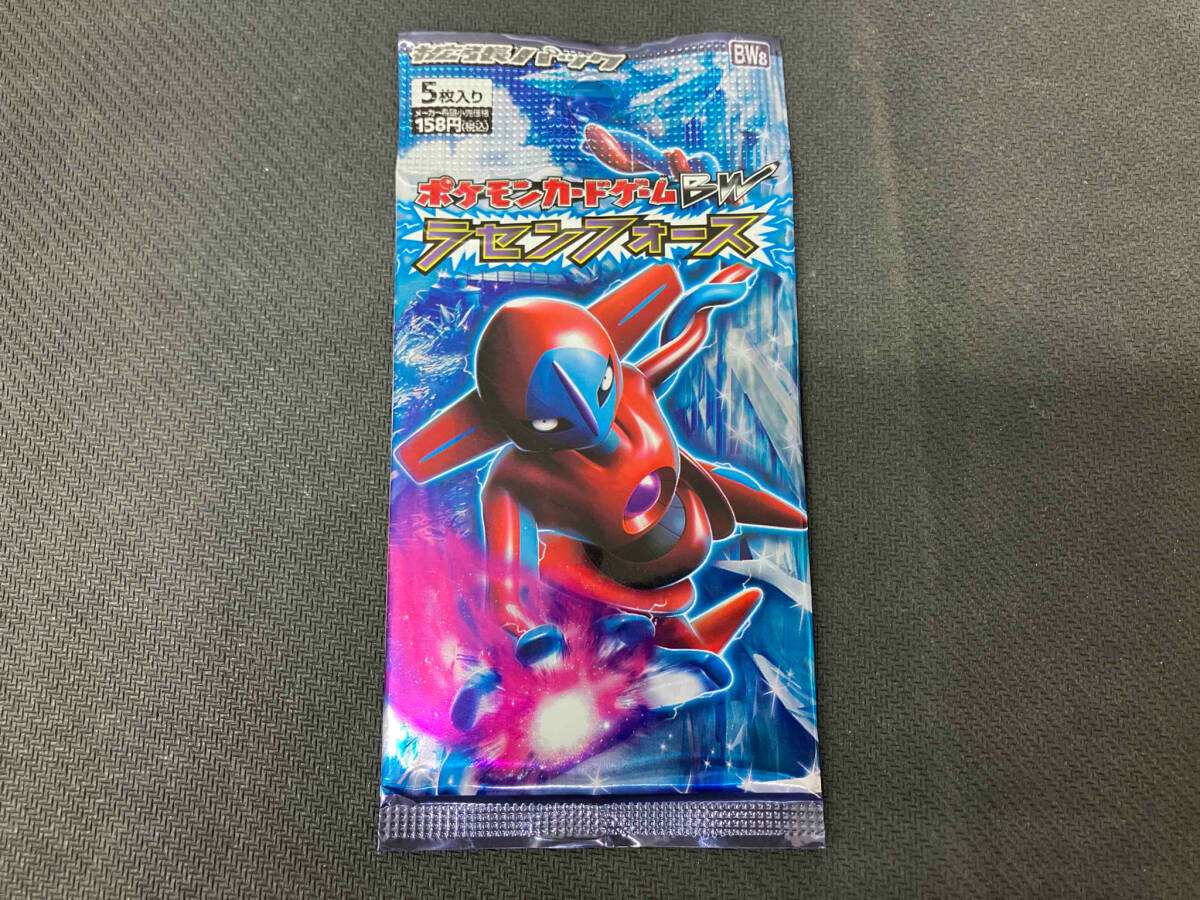 拡張パック
BW8
5枚入り
メーカー希望小売価格
158円(税込)
ポケモンカードゲームBW
ラセンフォース